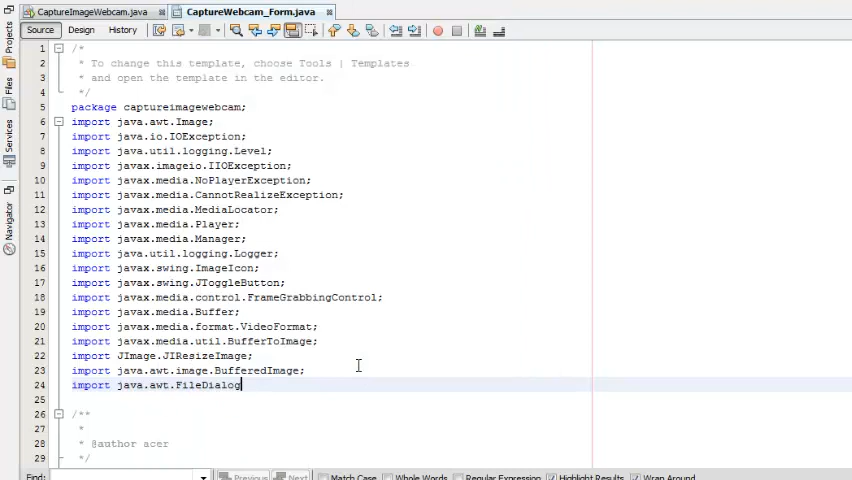 CaptureImageWebcam.java
CaptureWebcam_Form.java
Source Design History
Projects
Files
Services
Navigator
1 /*
2 * To change this template, choose Tools | Templates
3 * and open the template in the editor.
4 */
5 package captureimagewebcam;
6 import java.awt.Image;
7 import java.io.IOException;
8 import java.util.logging.Level;
9 import javax.imageio.IIOException;
10 import javax.media.NoPlayerException;
11 import javax.media.CannotRealizeException;
12 import javax.media.MediaLocator;
13 import javax.media.Player;
14 import javax.media.Manager;
15 import java.util.logging.Logger;
16 import javax.swing.ImageIcon;
17 import javax.swing.JToggleButton;
18 import javax.media.control.FrameGrabbingControl;
19 import javax.media.Buffer;
20 import javax.media.format.VideoFormat;
21 import javax.media.util.BufferToImage;
22 import JImage.JIResizeImage;
23 import java.awt.image.BufferedImage;
24 import java.awt.FileDialog
25
26 /**
27 *
28 * @author acer
29 */
Find: Previous Next Match Case Whole Words Regular Expression Highlight Results Wrap Around